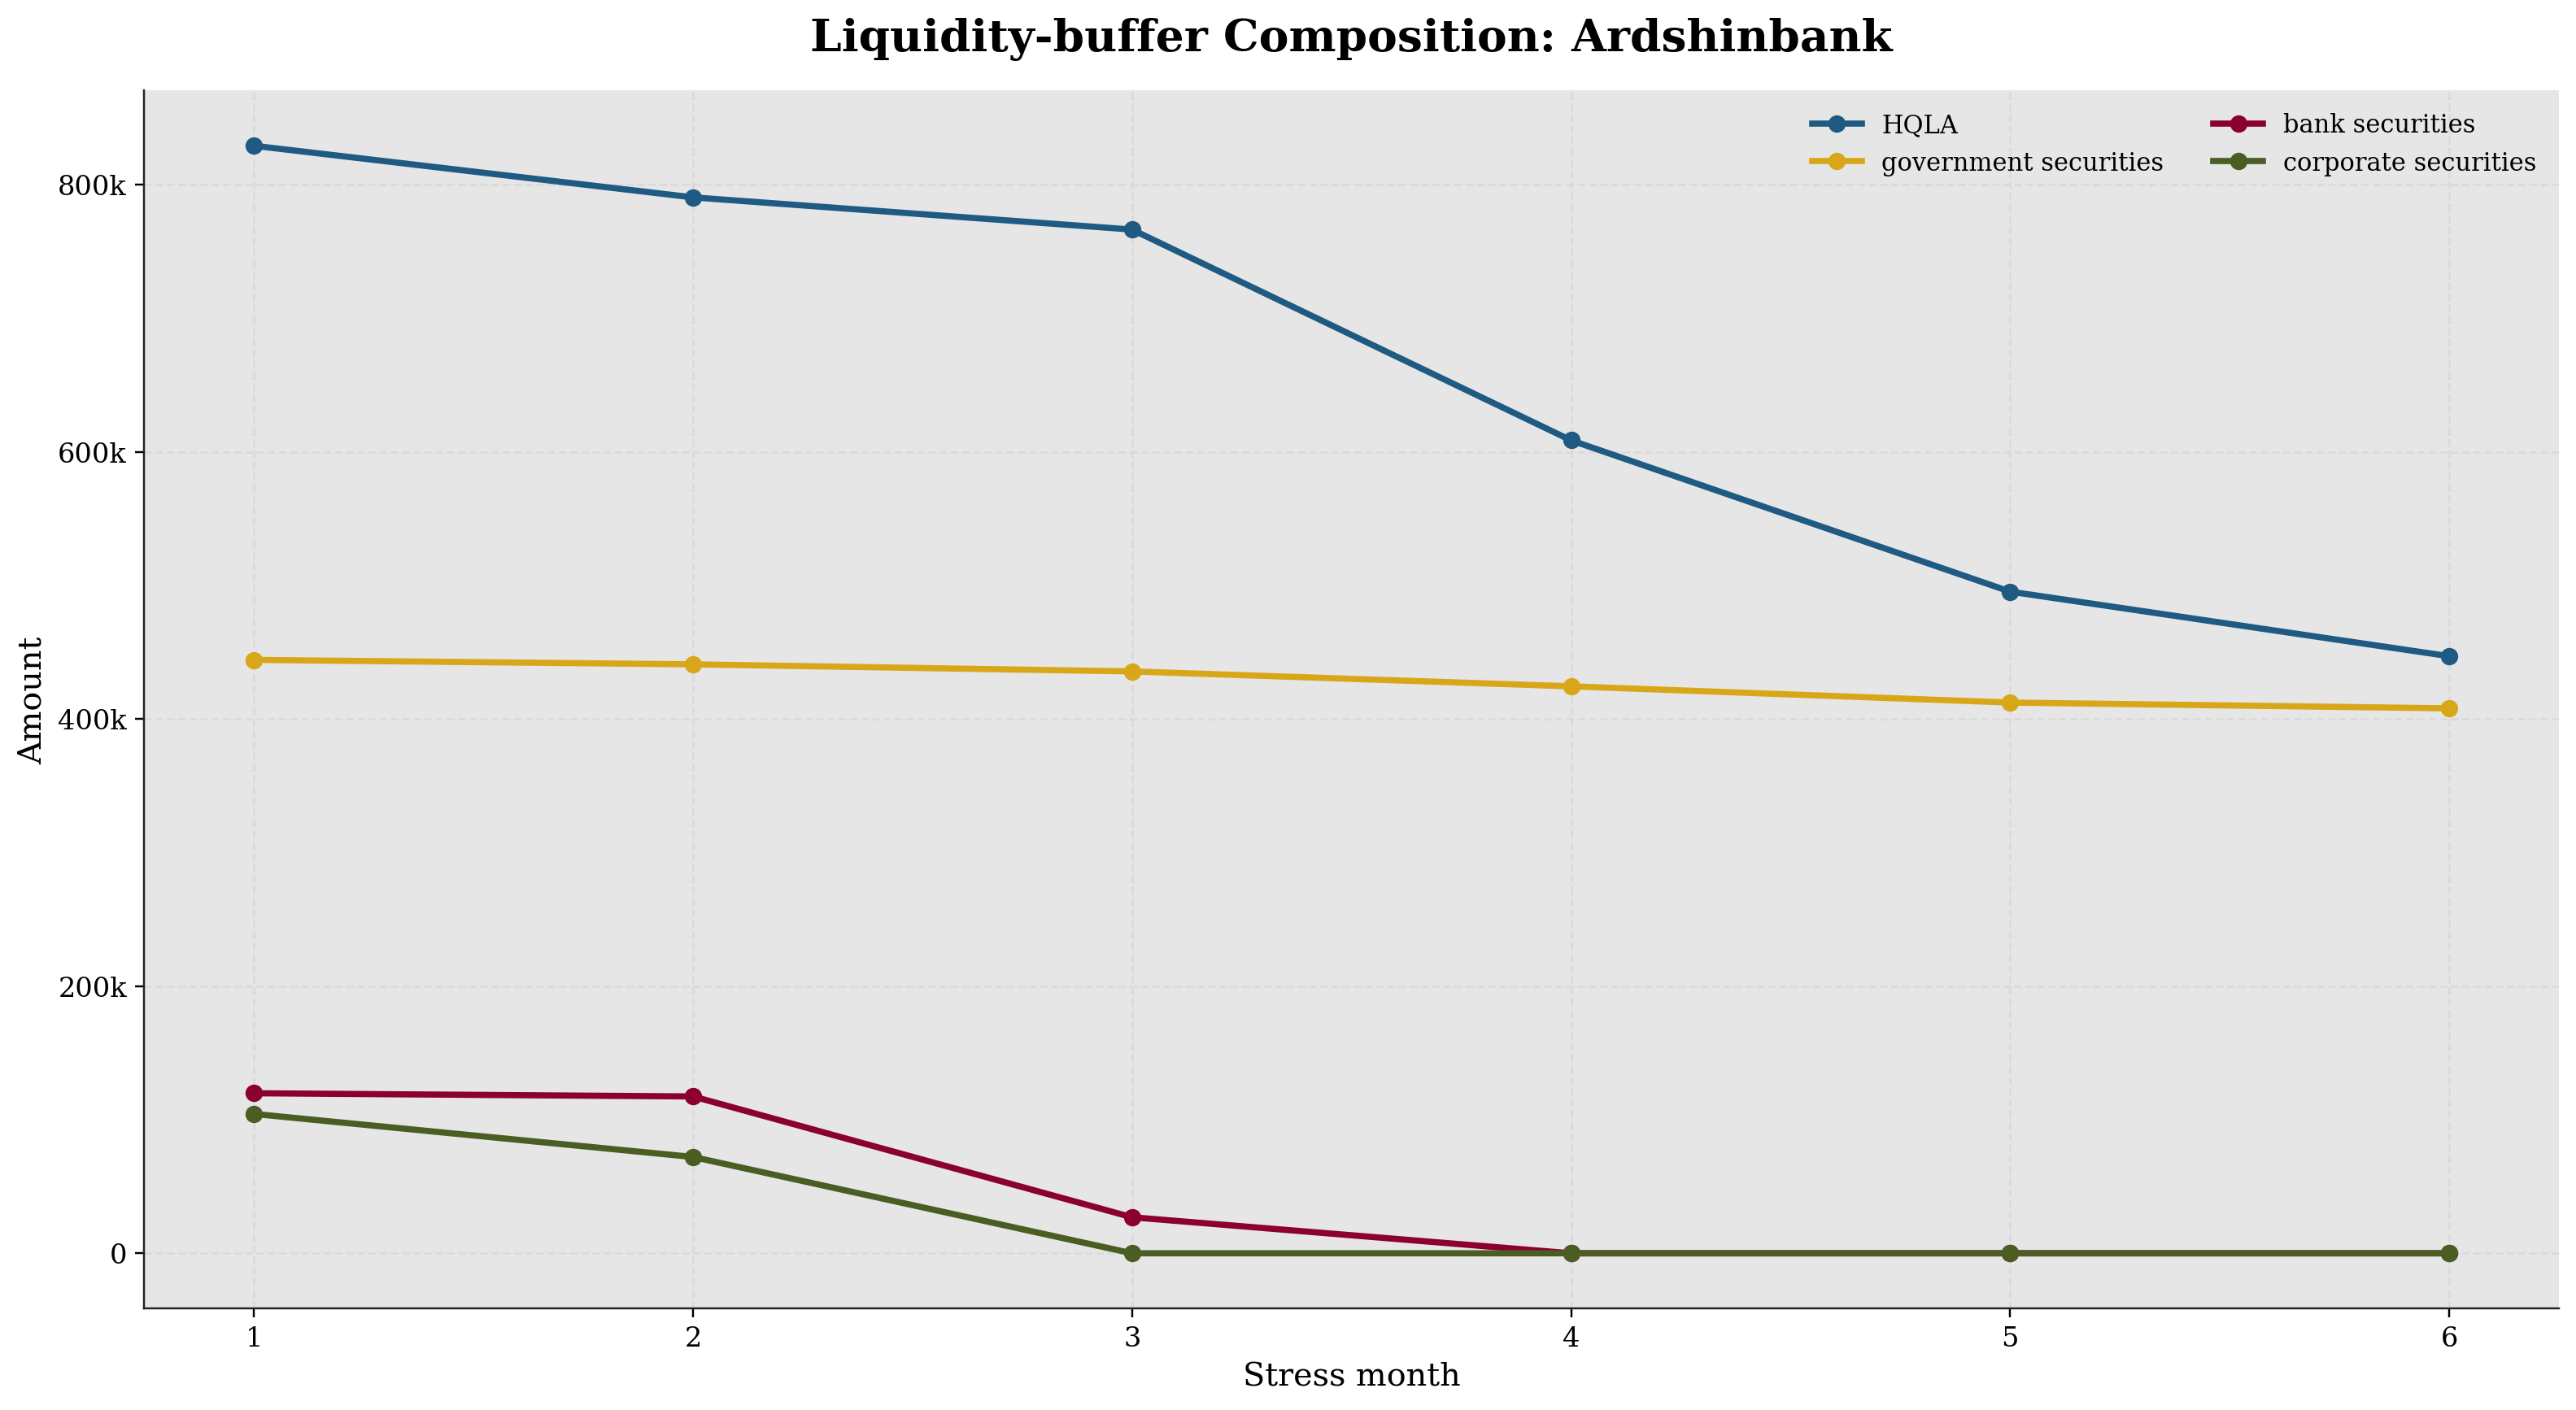 Liquidity-buffer Composition: Ardshinbank
HQLA
government securities
bank securities
corporate securities
Amount
800k
600k
400k
200k
0
1 2 3 4 5 6
Stress month